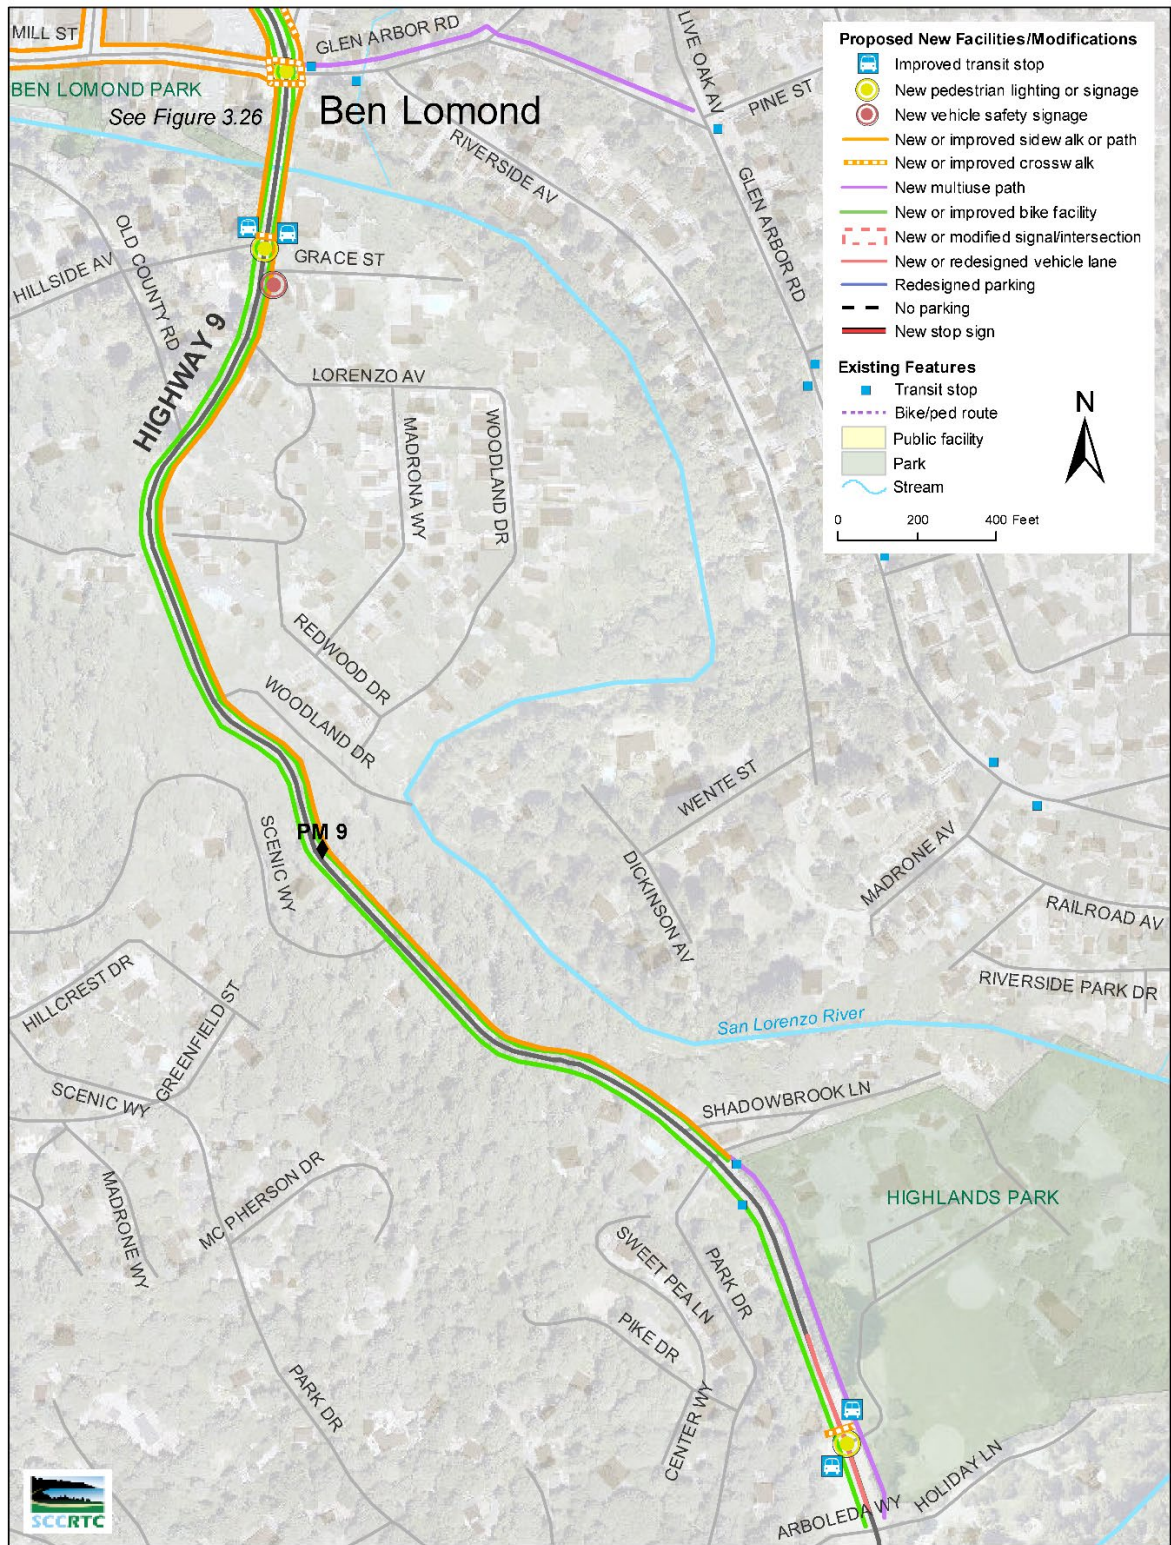 MILL ST
GLEN ARBOR RD
LIVE OAK AV
PINE ST
BEN LOMOND PARK
See Figure 3.26
Ben Lomond
RIVERSIDE AV
GLEN ARBOR RD
HILLSIDE AV
OLD COUNTY RD
GRACE ST
HIGHWAY 9
LORENZO AV
MADRONA WY
WOODLAND DR
REDWOOD DR
WOODLAND DR
SCENIC WY
PM 9
WENTE ST
DICKINSON AV
MADRONE AV
RAILROAD AV
RIVERSIDE PARK DR
HILLCREST DR
GREENFIELD ST
San Lorenzo River
SCENIC WY
SHADOWBROOK LN
MADRONE WY
MC PHERSON DR
HIGHLANDS PARK
SWEET PEA LN
PARK DR
PIKE DR
PARK DR
CENTER WY
HOLIDAY LN
ARBOLEDA WY
SCCRTC
Proposed New Facilities/Modifications
Improved transit stop
New pedestrian lighting or signage
New vehicle safety signage
New or improved sidewalk or path
New or improved crosswalk
New multiuse path
New or improved bike facility
New or modified signal/intersection
New or redesigned vehicle lane
Redesigned parking
No parking
New stop sign
Existing Features
Transit stop
Bike/ped route
Public facility
Park
Stream
N
0 200 400 Feet